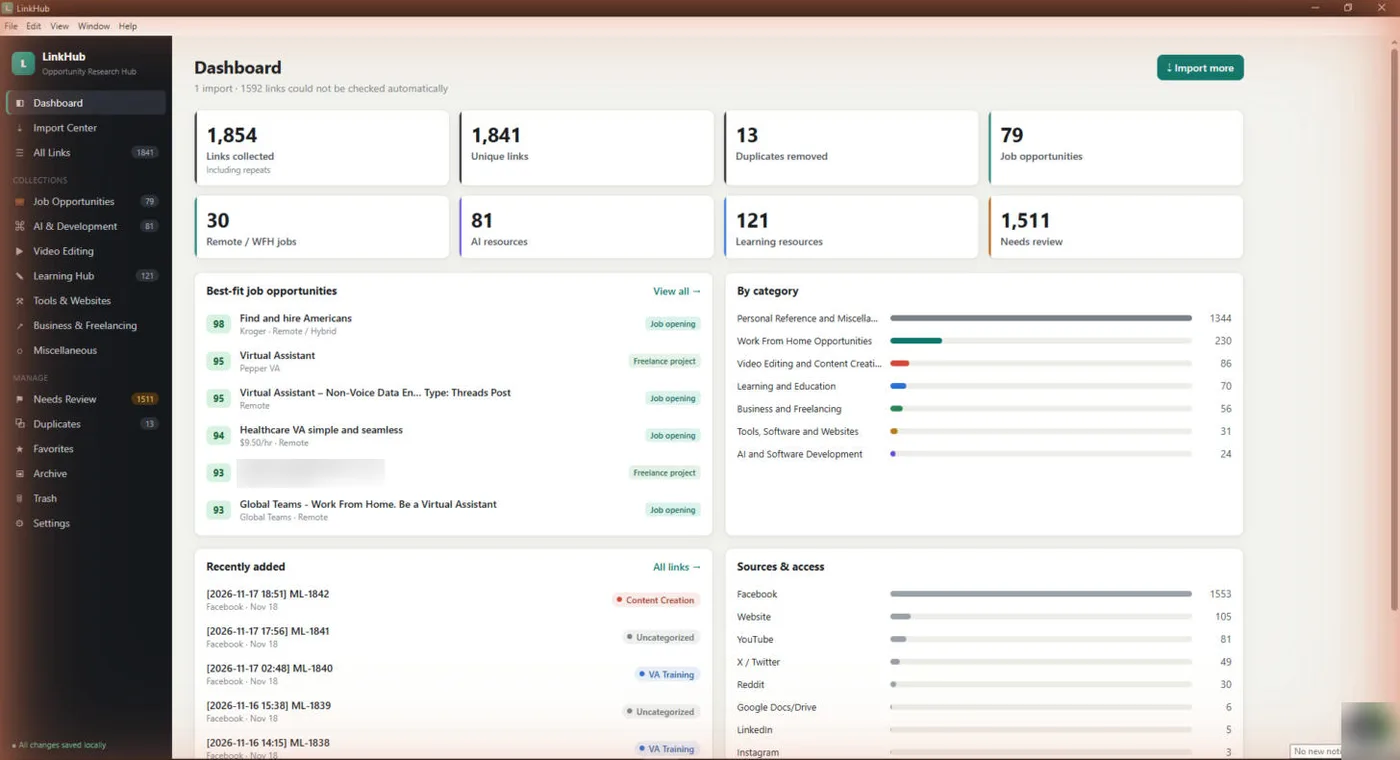 LinkHub
File Edit View Window Help
L
LinkHub
Opportunity Research Hub
Dashboard
Import Center
All Links 1841
COLLECTIONS
Job Opportunities 79
AI & Development 81
Video Editing
Learning Hub 121
Tools & Websites
Business & Freelancing
Miscellaneous
MANAGE
Needs Review 1511
Duplicates 13
Favorites
Archive
Trash
Settings
All changes saved locally
Dashboard
1 import · 1592 links could not be checked automatically
Import more
1,854
Links collected
Including repeats
1,841
Unique links
13
Duplicates removed
79
Job opportunities
30
Remote / WFH jobs
81
AI resources
121
Learning resources
1,511
Needs review
Best-fit job opportunities View all →
98 Find and hire Americans Job opening
Kroger · Remote / Hybrid
95 Virtual Assistant Freelance project
Pepper VA
95 Virtual Assistant – Non-Voice Data En... Type: Threads Post Job opening
Remote
94 Healthcare VA simple and seamless Job opening
$9.50/hr · Remote
93 Freelance project
93 Global Teams - Work From Home. Be a Virtual Assistant Job opening
Global Teams · Remote
By category
Personal Reference and Miscella... 1344
Work From Home Opportunities 230
Video Editing and Content Creati... 86
Learning and Education 70
Business and Freelancing 56
Tools, Software and Websites 31
AI and Software Development 24
Recently added All links →
[2026-11-17 18:51] ML-1842 Content Creation
Facebook · Nov 18
[2026-11-17 17:56] ML-1841 Uncategorized
Facebook · Nov 18
[2026-11-17 02:48] ML-1840 VA Training
Facebook · Nov 18
[2026-11-16 15:38] ML-1839 Uncategorized
Facebook · Nov 18
[2026-11-16 14:15] ML-1838 VA Training
Facebook · Nov 18
Sources & access
Facebook 1553
Website 105
YouTube 81
X / Twitter 49
Reddit 30
Google Docs/Drive 6
LinkedIn 5
Instagram 3
No new